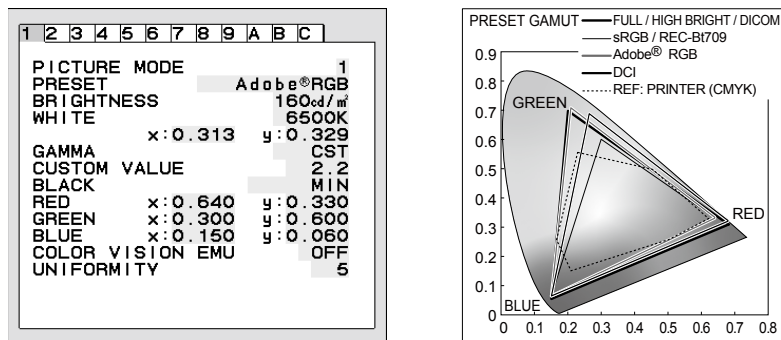 1 2 3 4 5 6 7 8 9 A B C
PICTURE MODE 1
PRESET Adobe®RGB
BRIGHTNESS 160cd/㎡
WHITE 6500K
x:0.313 y:0.329
GAMMA CST
CUSTOM VALUE 2.2
BLACK MIN
RED x:0.640 y:0.330
GREEN x:0.300 y:0.600
BLUE x:0.150 y:0.060
COLOR VISION EMU OFF
UNIFORMITY 5
PRESET GAMUT FULL / HIGH BRIGHT / DICOM
sRGB / REC-Bt709
Adobe® RGB
DCI
REF: PRINTER (CMYK)
0.9
0.8
0.7
0.6
0.5
0.4
0.3
0.2
0.1
0
GREEN
RED
BLUE
0 0.1 0.2 0.3 0.4 0.5 0.6 0.7 0.8